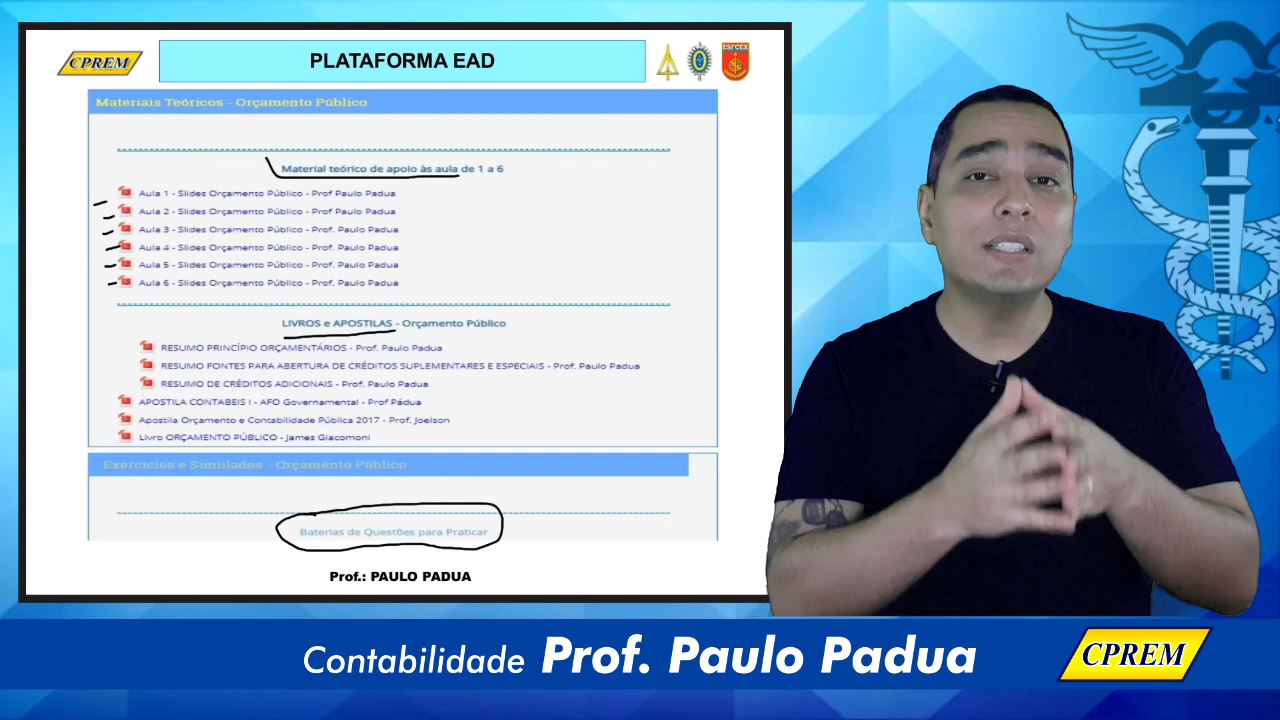 CPREM
PLATAFORMA EAD
ESFCEX
Materiais Teóricos - Orçamento Público
Material teórico de apoio às aula de 1 a 6
Aula 1 - Slides Orçamento Público - Prof Paulo Padua
Aula 2 - Slides Orçamento Público - Prof Paulo Padua
Aula 3 - Slides Orçamento Público - Prof. Paulo Padua
Aula 4 - Slides Orçamento Público - Prof. Paulo Padua
Aula 5 - Slides Orçamento Público - Prof. Paulo Padua
Aula 6 - Slides Orçamento Público - Prof. Paulo Padua
LIVROS e APOSTILAS - Orçamento Público
RESUMO PRINCÍPIO ORÇAMENTÁRIOS - Prof. Paulo Padua
RESUMO FONTES PARA ABERTURA DE CRÉDITOS SUPLEMENTARES E ESPECIAIS - Prof. Paulo Padua
RESUMO DE CRÉDITOS ADICIONAIS - Prof. Paulo Padua
APOSTILA CONTABEIS I - AFO Governamental - Prof Pádua
Apostila Orçamento e Contabilidade Pública 2017 - Prof. Joelson
Livro ORÇAMENTO PÚBLICO - James Giacomoni
Exercícios e Simulados - Orçamento Público
Baterias de Questões para Praticar
Prof.: PAULO PADUA
Contabilidade Prof. Paulo Padua
CPREM